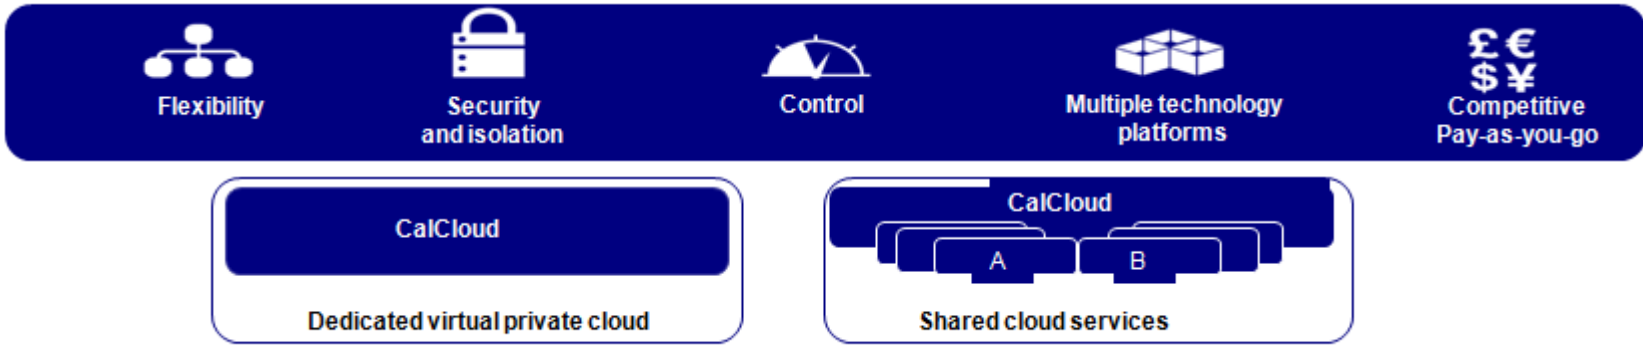 £ €
$ ¥
Flexibility
Security
and isolation
Control
Multiple technology
platforms
Competitive
Pay-as-you-go
CalCloud
Dedicated virtual private cloud
CalCloud
A
B
Shared cloud services